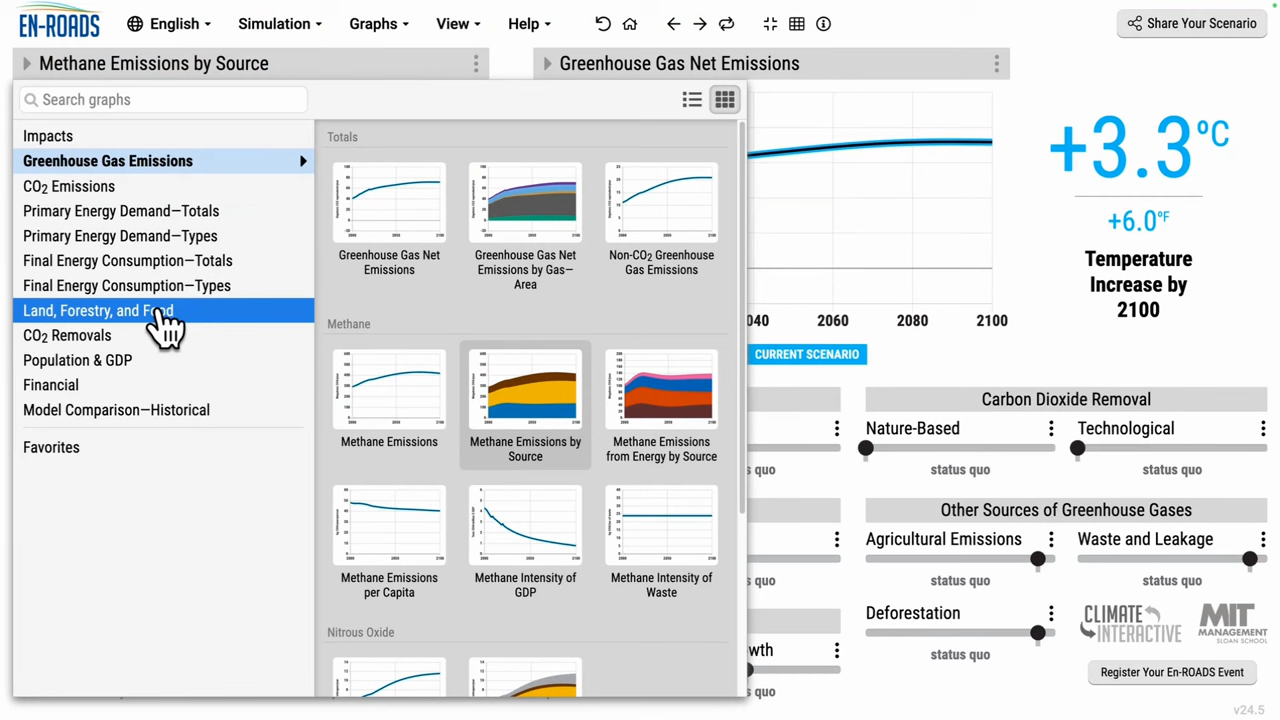 EN-ROADS
English
Simulation
Graphs
View
Help
Share Your Scenario
Methane Emissions by Source
Greenhouse Gas Net Emissions
Search graphs
Impacts
Greenhouse Gas Emissions
CO2 Emissions
Primary Energy Demand—Totals
Primary Energy Demand—Types
Final Energy Consumption—Totals
Final Energy Consumption—Types
Land, Forestry, and Food
CO2 Removals
Population & GDP
Financial
Model Comparison—Historical
Favorites
Totals
Greenhouse Gas Net
Emissions
Greenhouse Gas Net
Emissions by Gas—
Area
Non-CO2 Greenhouse
Gas Emissions
Methane
Methane Emissions
Methane Emissions by
Source
Methane Emissions
from Energy by Source
Methane Emissions
per Capita
Methane Intensity of
GDP
Methane Intensity of
Waste
Nitrous Oxide
040
2060
2080
2100
CURRENT SCENARIO
+3.3 ºC
+6.0ºF
Temperature
Increase by
2100
Carbon Dioxide Removal
Nature-Based
Technological
status quo
status quo
Other Sources of Greenhouse Gases
Agricultural Emissions
Waste and Leakage
uo
status quo
status quo
Deforestation
wth
status quo
uo
CLIMATE
INTERACTIVE
MIT
MANAGEMENT
SLOAN SCHOOL
Register Your En-ROADS Event
v24.5